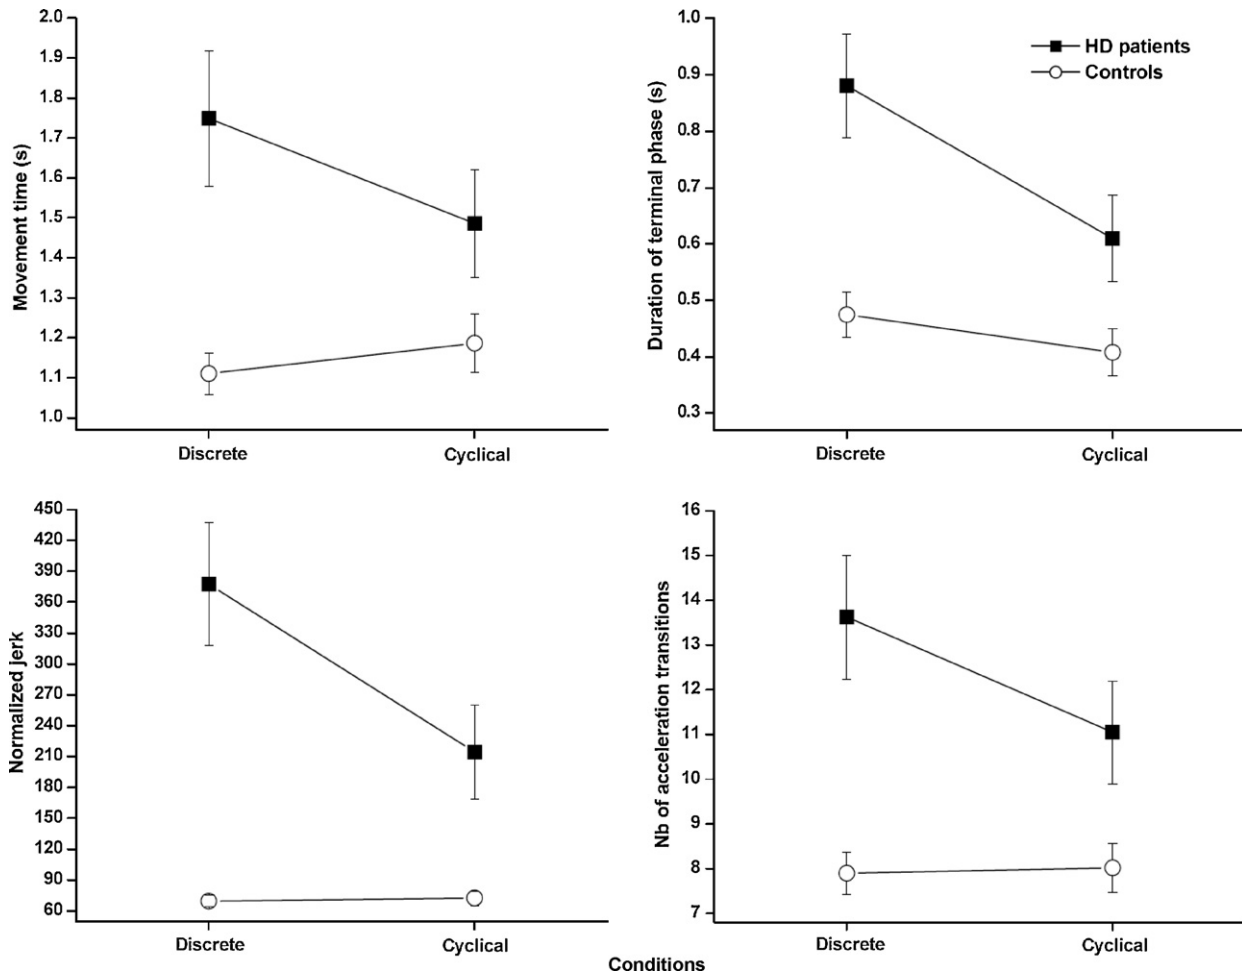 2.0
1.9
1.8
1.7
1.6
1.5
1.4
1.3
1.2
1.1
1.0
Movement time (s)
Discrete
Cyclical
1.0
0.9
0.8
0.7
0.6
0.5
0.4
0.3
Duration of terminal phase (s)
HD patients
Controls
Discrete
Cyclical
450
420
390
360
330
300
270
240
210
180
150
120
90
60
Normalized jerk
Discrete
Cyclical
16
15
14
13
12
11
10
9
8
7
Nb of acceleration transitions
Discrete
Cyclical
Conditions